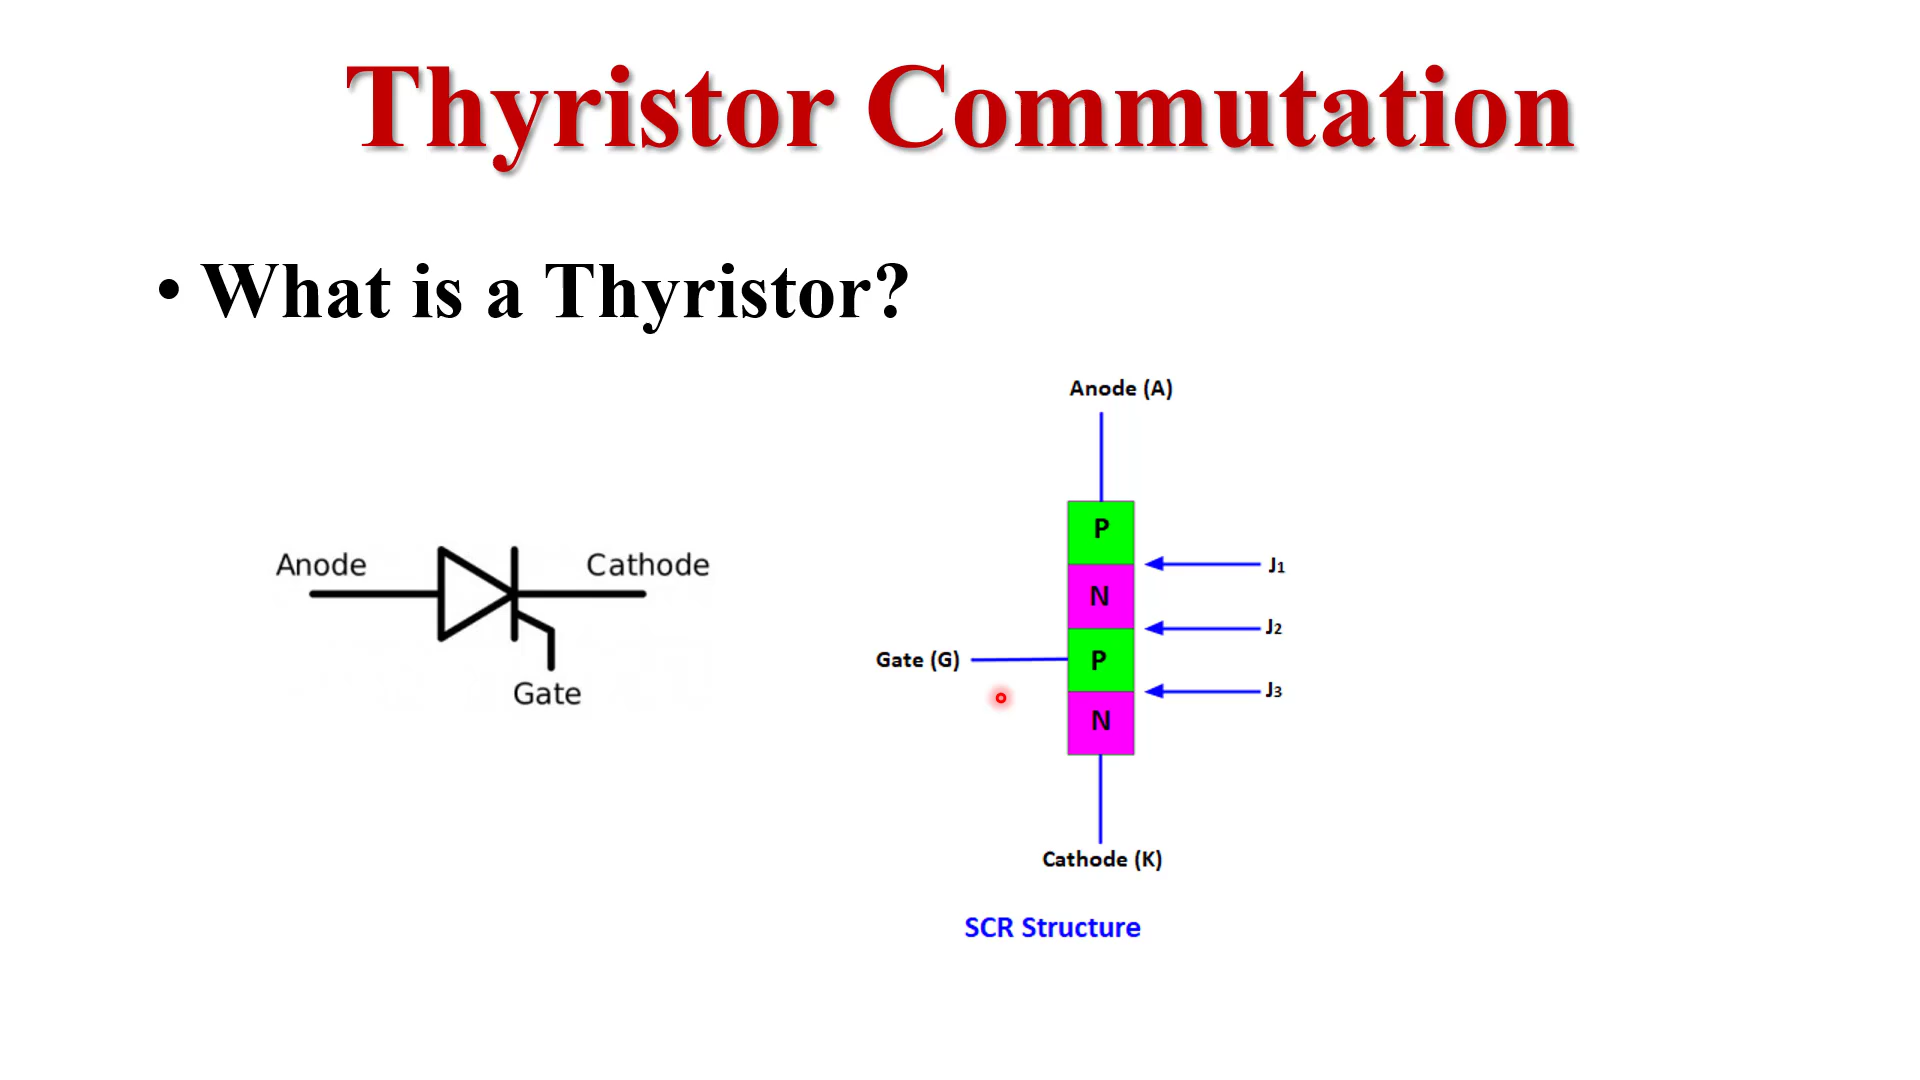 Thyristor Commutation
• What is a Thyristor?
Anode
Cathode
Gate
Anode (A)
P
N
P
N
J₁
J₂
J₃
Gate (G)
Cathode (K)
SCR Structure